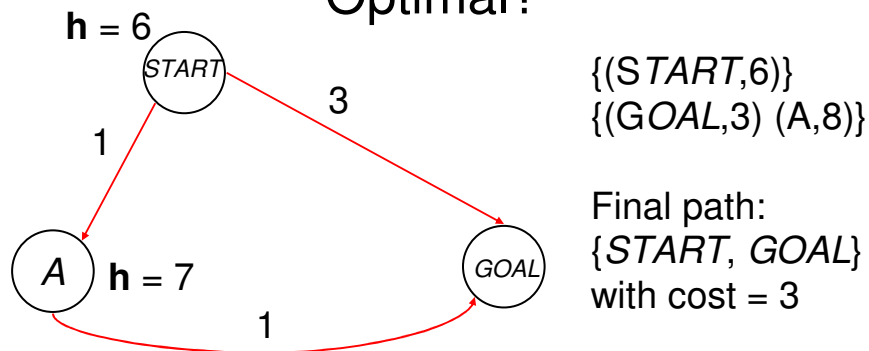 Optimal?
h = 6
START
3
1
A
h = 7
GOAL
1
{(START,6)}
{(GOAL,3) (A,8)}
Final path:
{START, GOAL}
with cost = 3